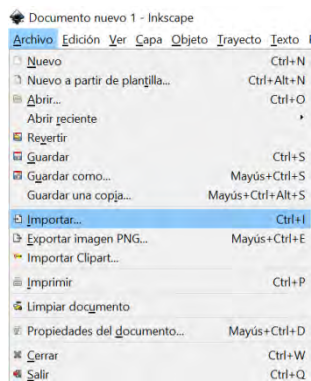 Documento nuevo 1 - Inkscape
Archivo Edición Ver Capa Objeto Trayecto Texto
Nuevo Ctrl+N
Nuevo a partir de plantilla... Ctrl+Alt+N
Abrir... Ctrl+O
Abrir reciente
Revertir
Guardar Ctrl+S
Guardar como... Mayús+Ctrl+S
Guardar una copia... Mayús+Ctrl+Alt+S
Importar... Ctrl+I
Exportar imagen PNG... Mayús+Ctrl+E
Importar Clipart...
Imprimir Ctrl+P
Limpiar documento
Propiedades del documento... Mayús+Ctrl+D
Cerrar Ctrl+W
Salir Ctrl+Q